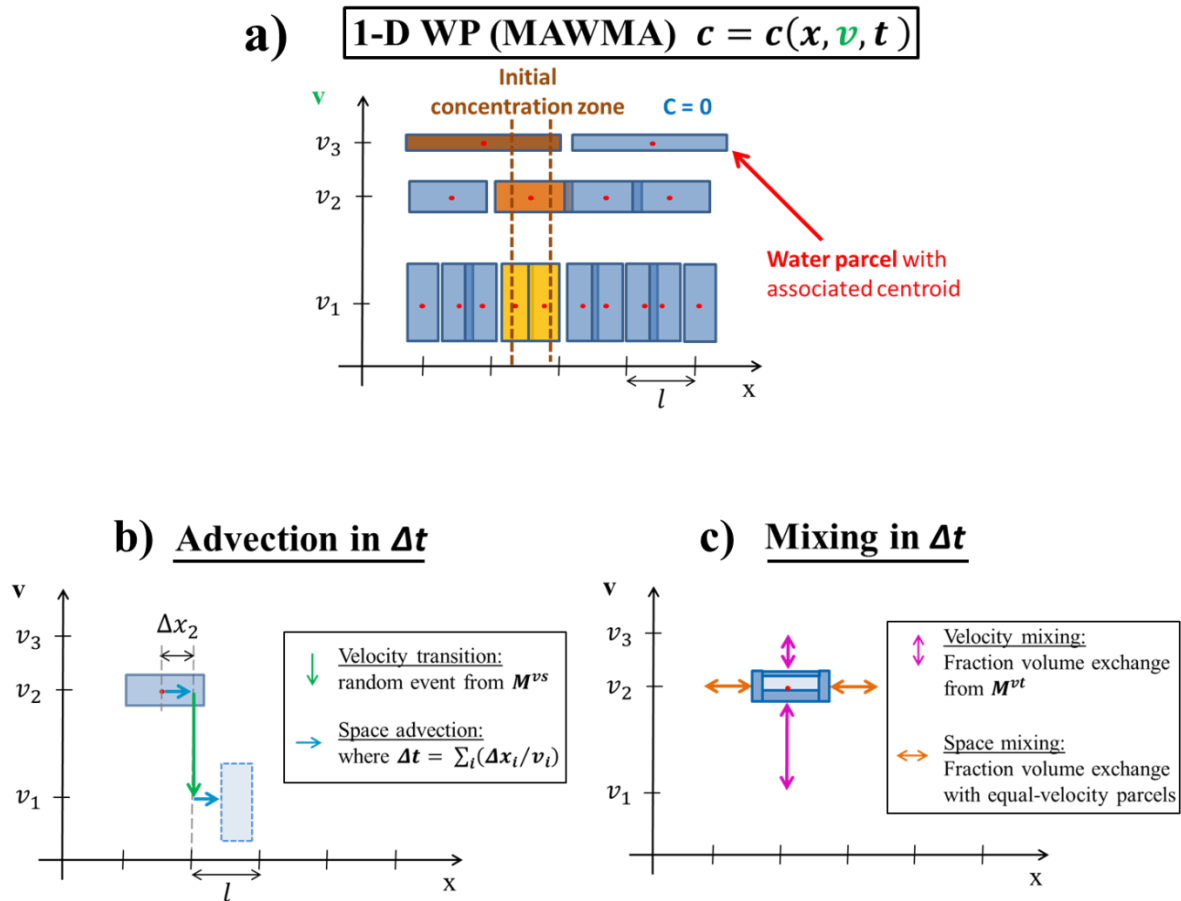 a) 1-D WP (MAWMA) c = c(x, v, t)
Initial
concentration zone
C = 0
v
v₃
v₂
v₁
Water parcel with
associated centroid
l
x
b) Advection in Δt
v
Δx₂
v₃
v₂
v₁
Velocity transition:
random event from Mᵛˢ
Space advection:
where Δt = ∑ᵢ(Δxᵢ/vᵢ)
l
x
c) Mixing in Δt
v
v₃
v₂
v₁
Velocity mixing:
Fraction volume exchange
from Mᵛᵗ
Space mixing:
Fraction volume exchange
with equal-velocity parcels
x